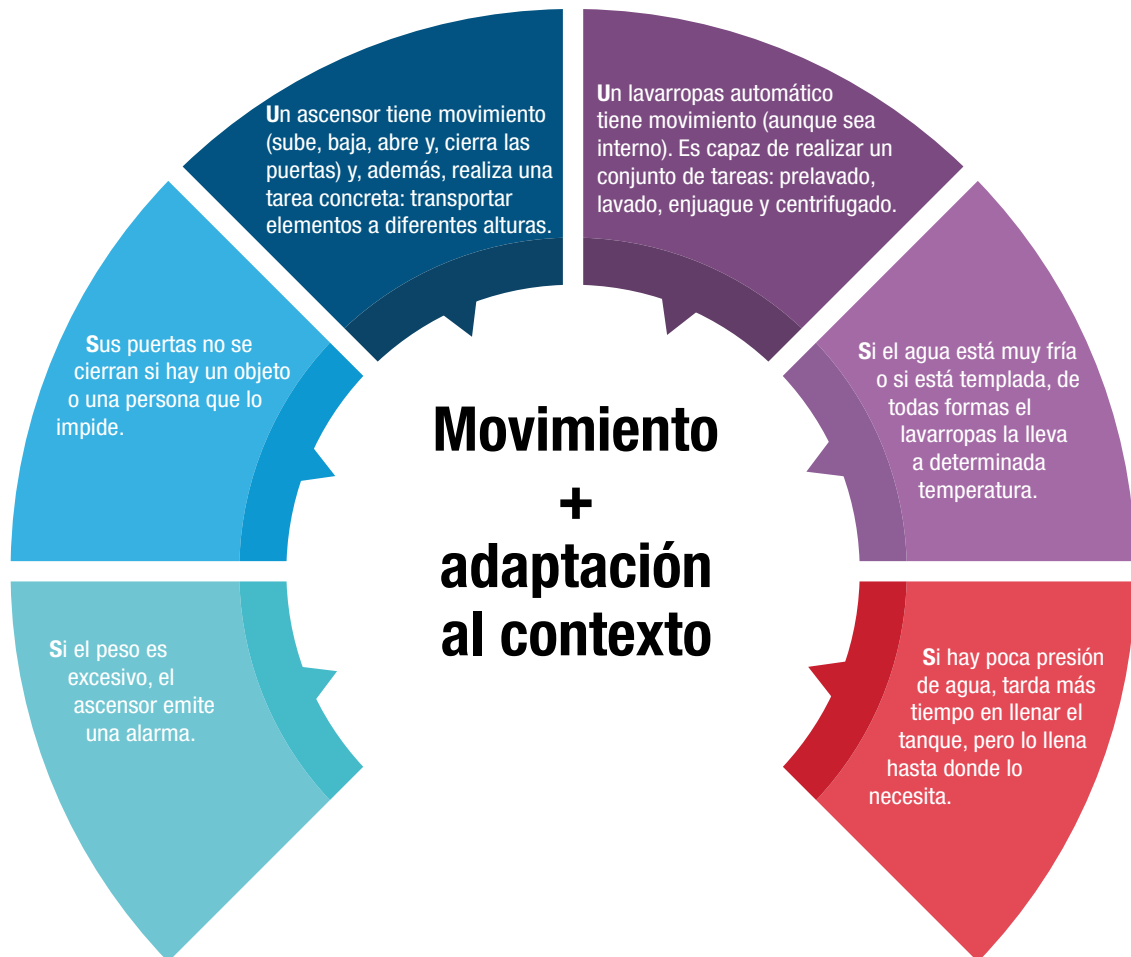 Un ascensor tiene movimiento
(sube, baja, abre y, cierra las
puertas) y, además, realiza una
tarea concreta: transportar
elementos a diferentes alturas.
Un lavarropas automático
tiene movimiento (aunque sea
interno). Es capaz de realizar un
conjunto de tareas: prelavado,
lavado, enjuague y centrifugado.
Sus puertas no se
cierran si hay un objeto
o una persona que lo
impide.
Si el agua está muy fría
o si está templada, de
todas formas el
lavarropas la lleva
a determinada
temperatura.
Movimiento
+
adaptación
al contexto
Si el peso es
excesivo, el
ascensor emite
una alarma.
Si hay poca presión
de agua, tarda más
tiempo en llenar el
tanque, pero lo llena
hasta donde lo
necesita.